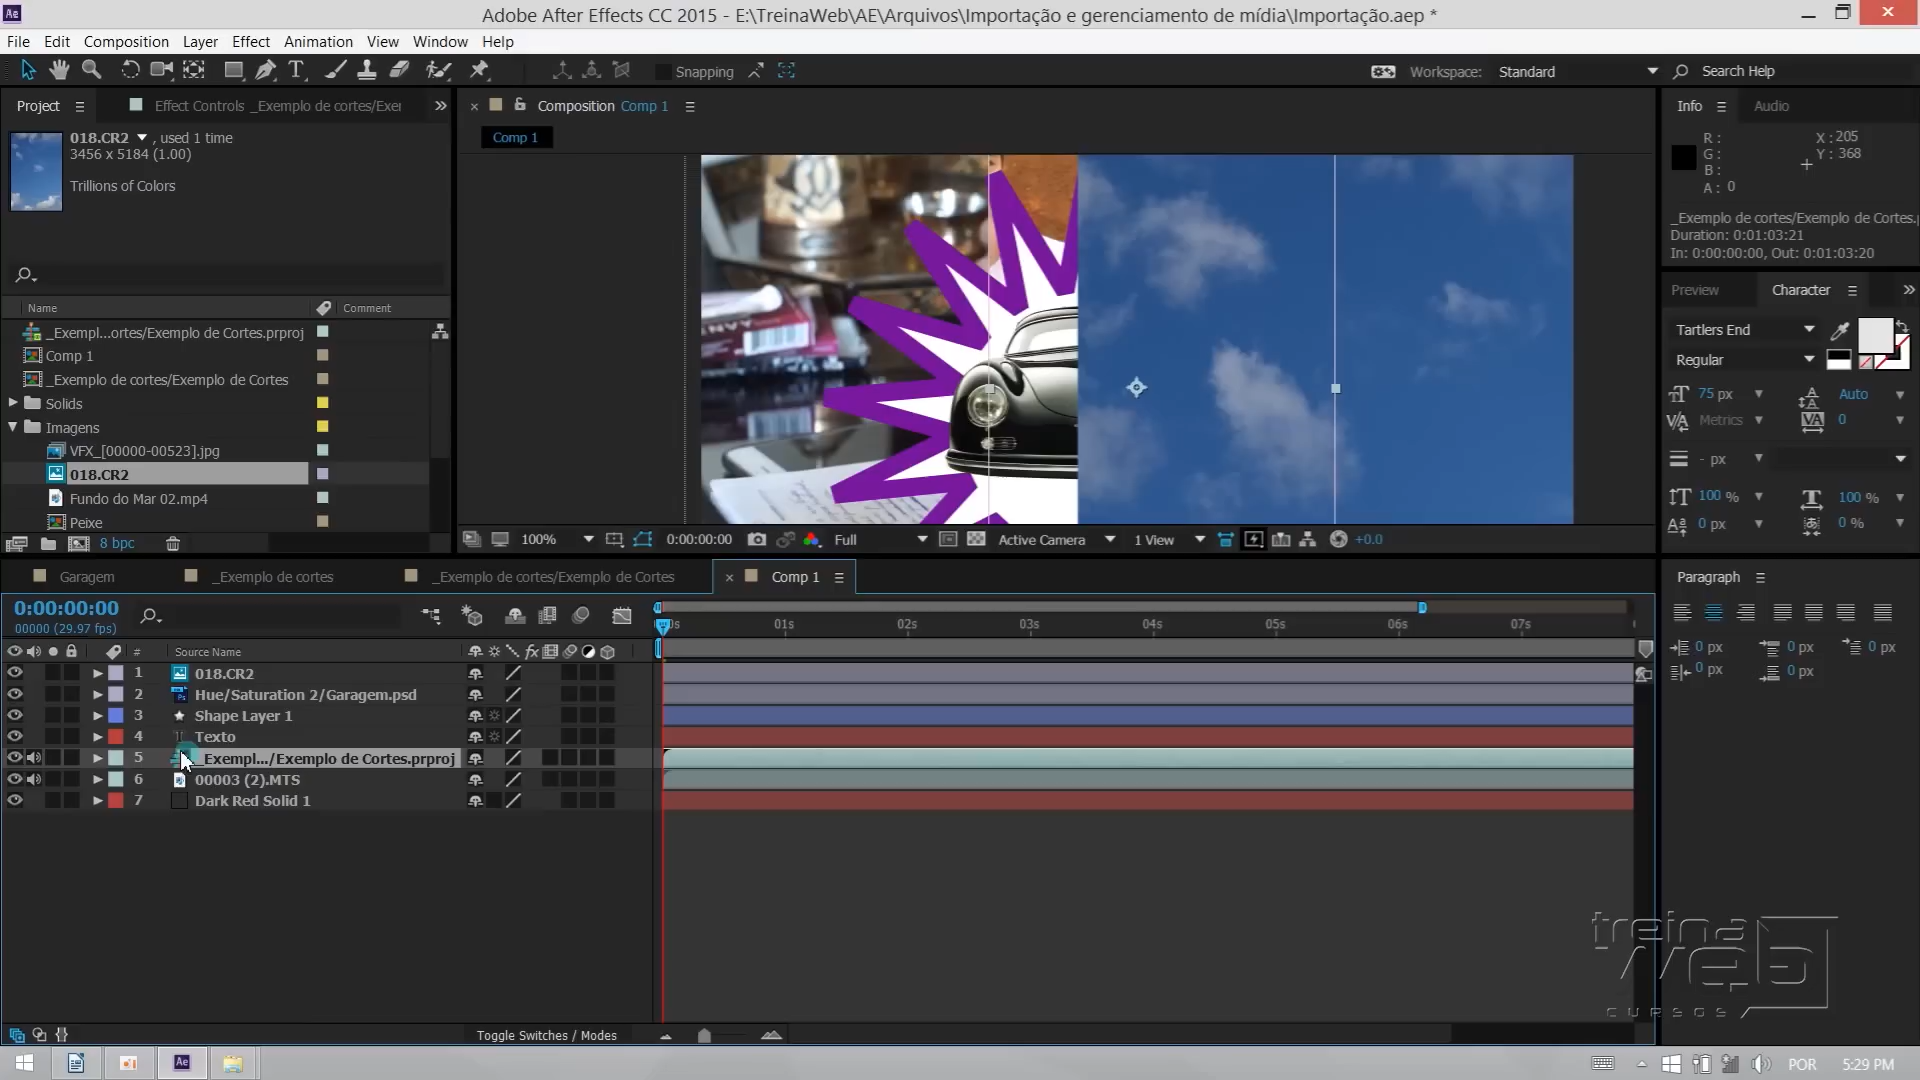 Adobe After Effects CC 2015 - E:\TreinaWeb\AE\Arquivos\Importação e gerenciamento de mídia\Importação.aep *
File Edit Composition Layer Effect Animation View Window Help
Snapping
Workspace: Standard
Search Help
Project
Effect Controls _Exemplo de cortes/Exer
018.CR2 , used 1 time
3456 x 5184 (1.00)
Trillions of Colors
Name Comment
_Exempl...ortes/Exemplo de Cortes.prproj
Comp 1
_Exemplo de cortes/Exemplo de Cortes
Solids
Imagens
VFX_[00000-00523].jpg
018.CR2
Fundo do Mar 02.mp4
Peixe
8 bpc
Composition Comp 1
Comp 1
100% 0:00:00:00 Full Active Camera 1 View +0.0
Info Audio
R : X : 205
G : Y : 368
B :
A : 0
_Exemplo de cortes/Exemplo de Cortes.p
Duration: 0:01:03:21
In: 0:00:00:00, Out: 0:01:03:20
Preview Character
Tartlers End
Regular
75 px Auto
Metrics 0
- px
100 % 100 %
0 px 0 %
Paragraph
0 px 0 px 0 px
0 px 0 px
Garagem _Exemplo de cortes _Exemplo de cortes/Exemplo de Cortes Comp 1
0:00:00:00
00000 (29.97 fps)
0s 01s 02s 03s 04s 05s 06s 07s
# Source Name
1 018.CR2
2 Hue/Saturation 2/Garagem.psd
3 Shape Layer 1
4 Texto
5 _Exempl.../Exemplo de Cortes.prproj
6 00003 (2).MTS
7 Dark Red Solid 1
Toggle Switches / Modes
treina
web
CURSOS
POR 5:29 PM